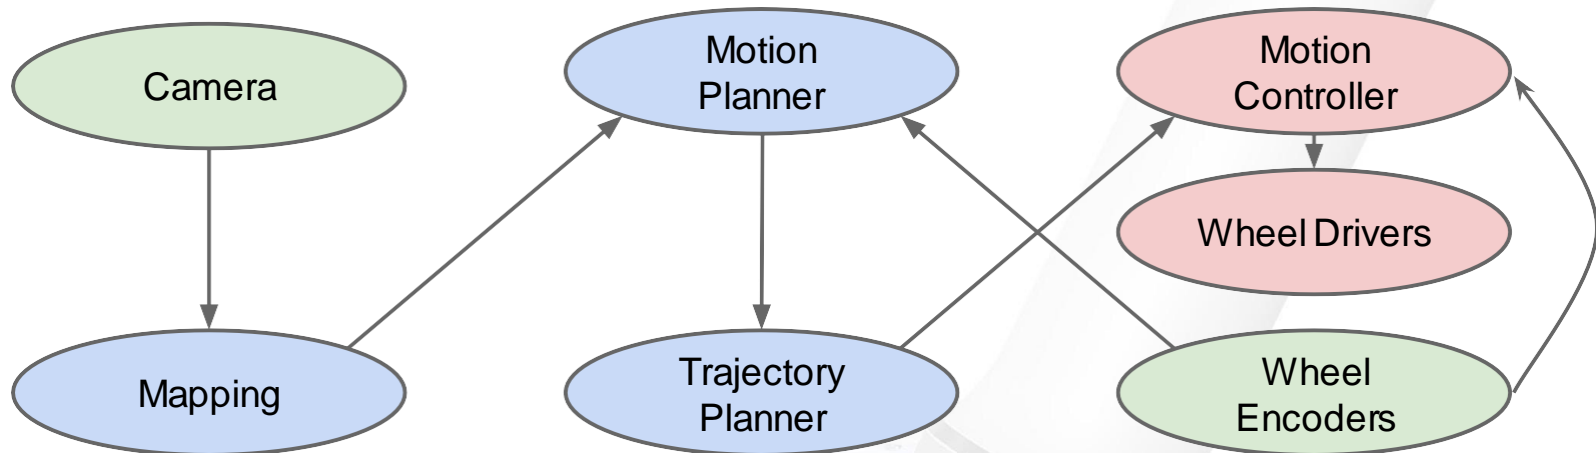 Camera
Motion
Planner
Motion
Controller
Wheel Drivers
Mapping
Trajectory
Planner
Wheel
Encoders